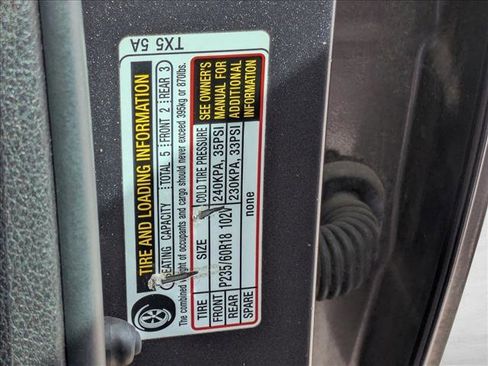 TX5 5A
TIRE AND LOADING INFORMATION
SEATING CAPACITY TOTAL 5 FRONT 2 REAR 3
The combined weight of occupants and cargo should never exceed 395kg or 870lbs.
TIRE SIZE COLD TIRE PRESSURE
FRONT P235/60R18 102V 240KPA, 35PSI
REAR 230KPA, 33PSI
SPARE none
SEE OWNER'S
MANUAL FOR
ADDITIONAL
INFORMATION